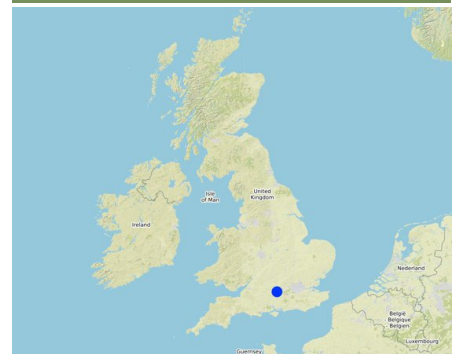 Isle
of Man
United
Kingdom
Ireland
Nederland
België
Belgique
Belgien
Luxembourg
Guernsey